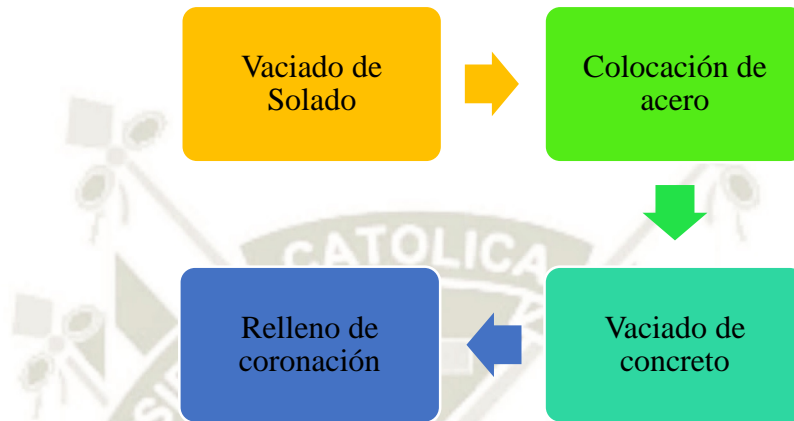 Vaciado de
Solado
Colocación de
acero
Vaciado de
concreto
Relleno de
coronación
CATOLICA